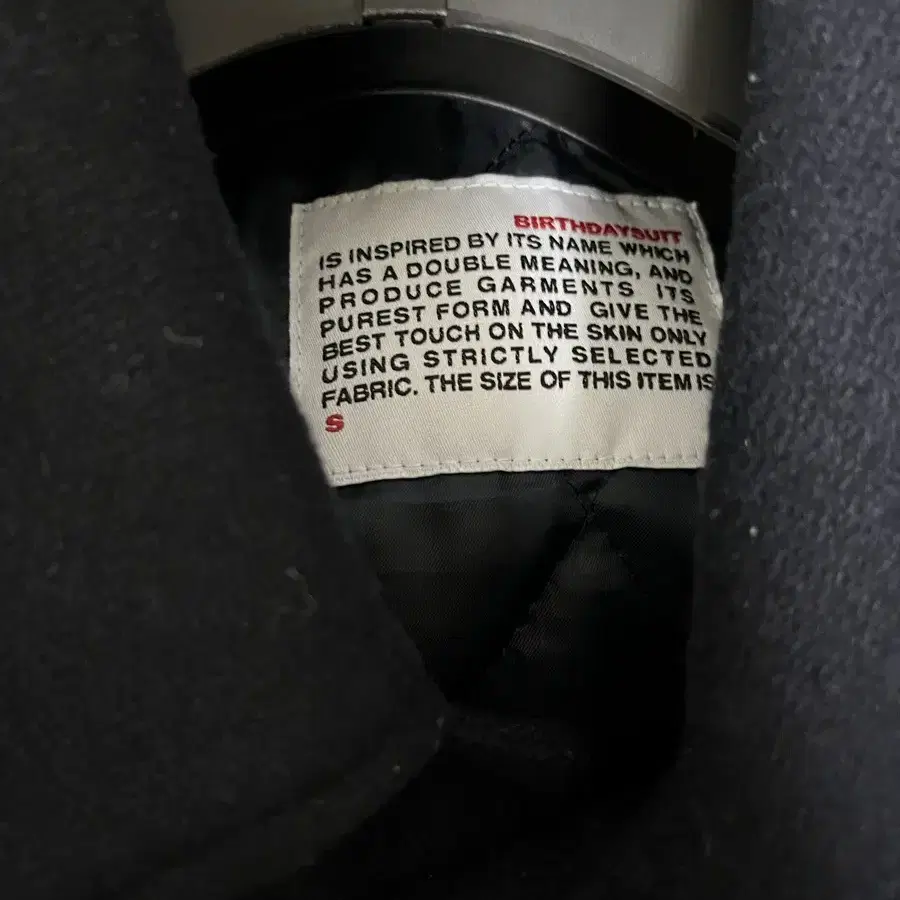 BIRTHDAYSUIT
IS INSPIRED BY ITS NAME WHICH
HAS A DOUBLE MEANING, AND
PRODUCE GARMENTS ITS
PUREST FORM AND GIVE THE
BEST TOUCH ON THE SKIN ONLY
USING STRICTLY SELECTED
FABRIC. THE SIZE OF THIS ITEM IS
S